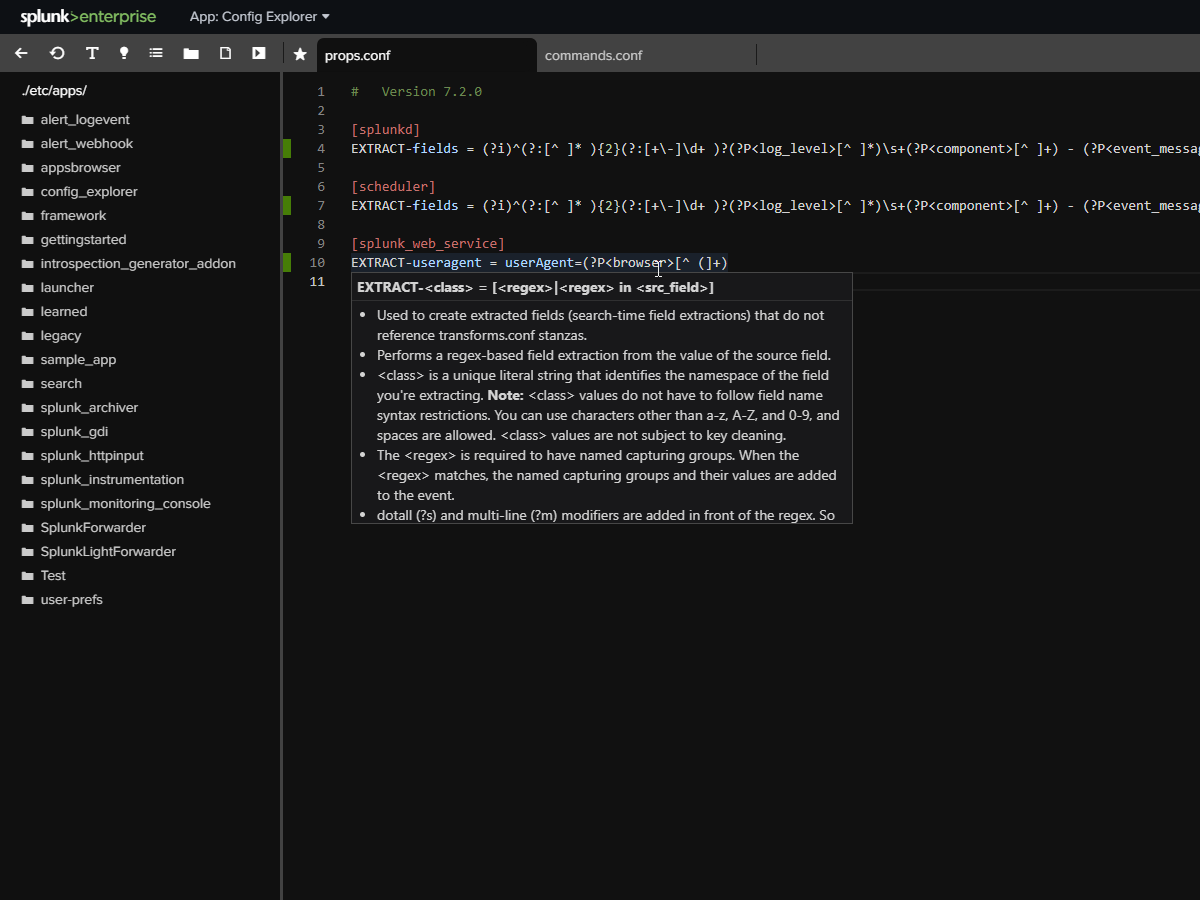 splunk>enterprise App: Config Explorer
props.conf commands.conf
./etc/apps/
alert_logevent
alert_webhook
appsbrowser
config_explorer
framework
gettingstarted
introspection_generator_addon
launcher
learned
legacy
sample_app
search
splunk_archiver
splunk_gdi
splunk_httpinput
splunk_instrumentation
splunk_monitoring_console
SplunkForwarder
SplunkLightForwarder
Test
user-prefs
1 #   Version 7.2.0
2
3 [splunkd]
4 EXTRACT-fields = (?i)^(?:[^ ]* ){2}(?:[+\-]\d+ )?(?P<log_level>[^ ]*)\s+(?P<component>[^ ]+) - (?P<event_messag
5
6 [scheduler]
7 EXTRACT-fields = (?i)^(?:[^ ]* ){2}(?:[+\-]\d+ )?(?P<log_level>[^ ]*)\s+(?P<component>[^ ]+) - (?P<event_messag
8
9 [splunk_web_service]
10 EXTRACT-useragent = userAgent=(?P<browser>[^ (]+)
11
EXTRACT-<class> = [<regex>|<regex> in <src_field>]
• Used to create extracted fields (search-time field extractions) that do not
reference transforms.conf stanzas.
• Performs a regex-based field extraction from the value of the source field.
• <class> is a unique literal string that identifies the namespace of the field
you're extracting. Note: <class> values do not have to follow field name
syntax restrictions. You can use characters other than a-z, A-Z, and 0-9, and
spaces are allowed. <class> values are not subject to key cleaning.
• The <regex> is required to have named capturing groups. When the
<regex> matches, the named capturing groups and their values are added
to the event.
• dotall (?s) and multi-line (?m) modifiers are added in front of the regex. So